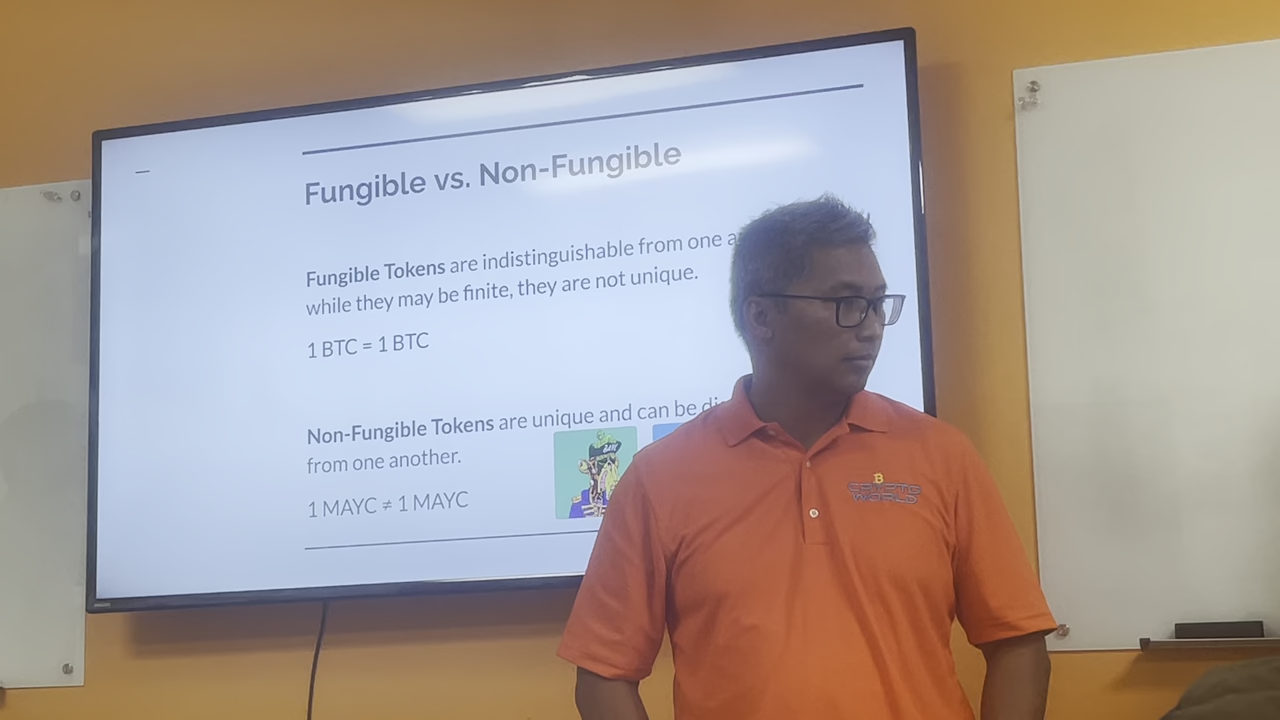 Fungible vs. Non-Fungible
Fungible Tokens are indistinguishable from one
while they may be finite, they are not unique.
1 BTC = 1 BTC
Non-Fungible Tokens are unique and can be
from one another.
1 MAYC ≠ 1 MAYC
CRYPTO
WORLD